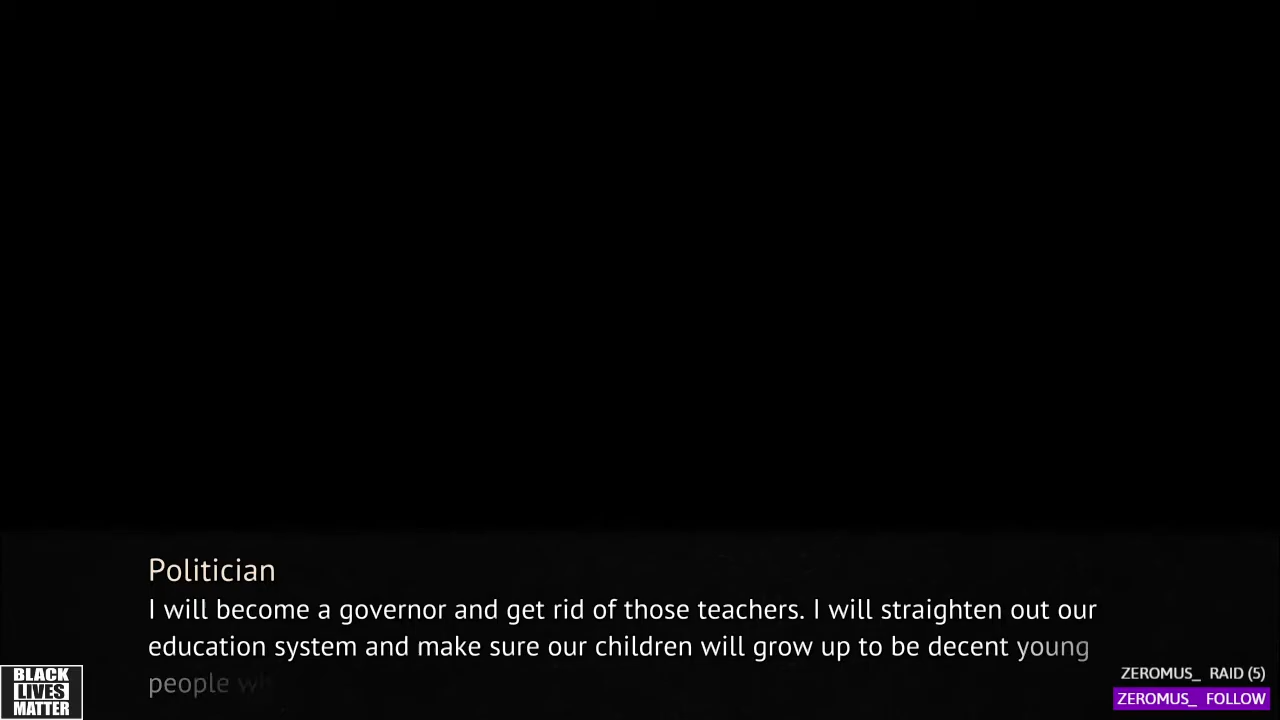 Politician
I will become a governor and get rid of those teachers. I will straighten out our
education system and make sure our children will grow up to be decent young
people
BLACK
LIVES
MATTER
ZEROMUS_ RAID (5)
ZEROMUS_ FOLLOW